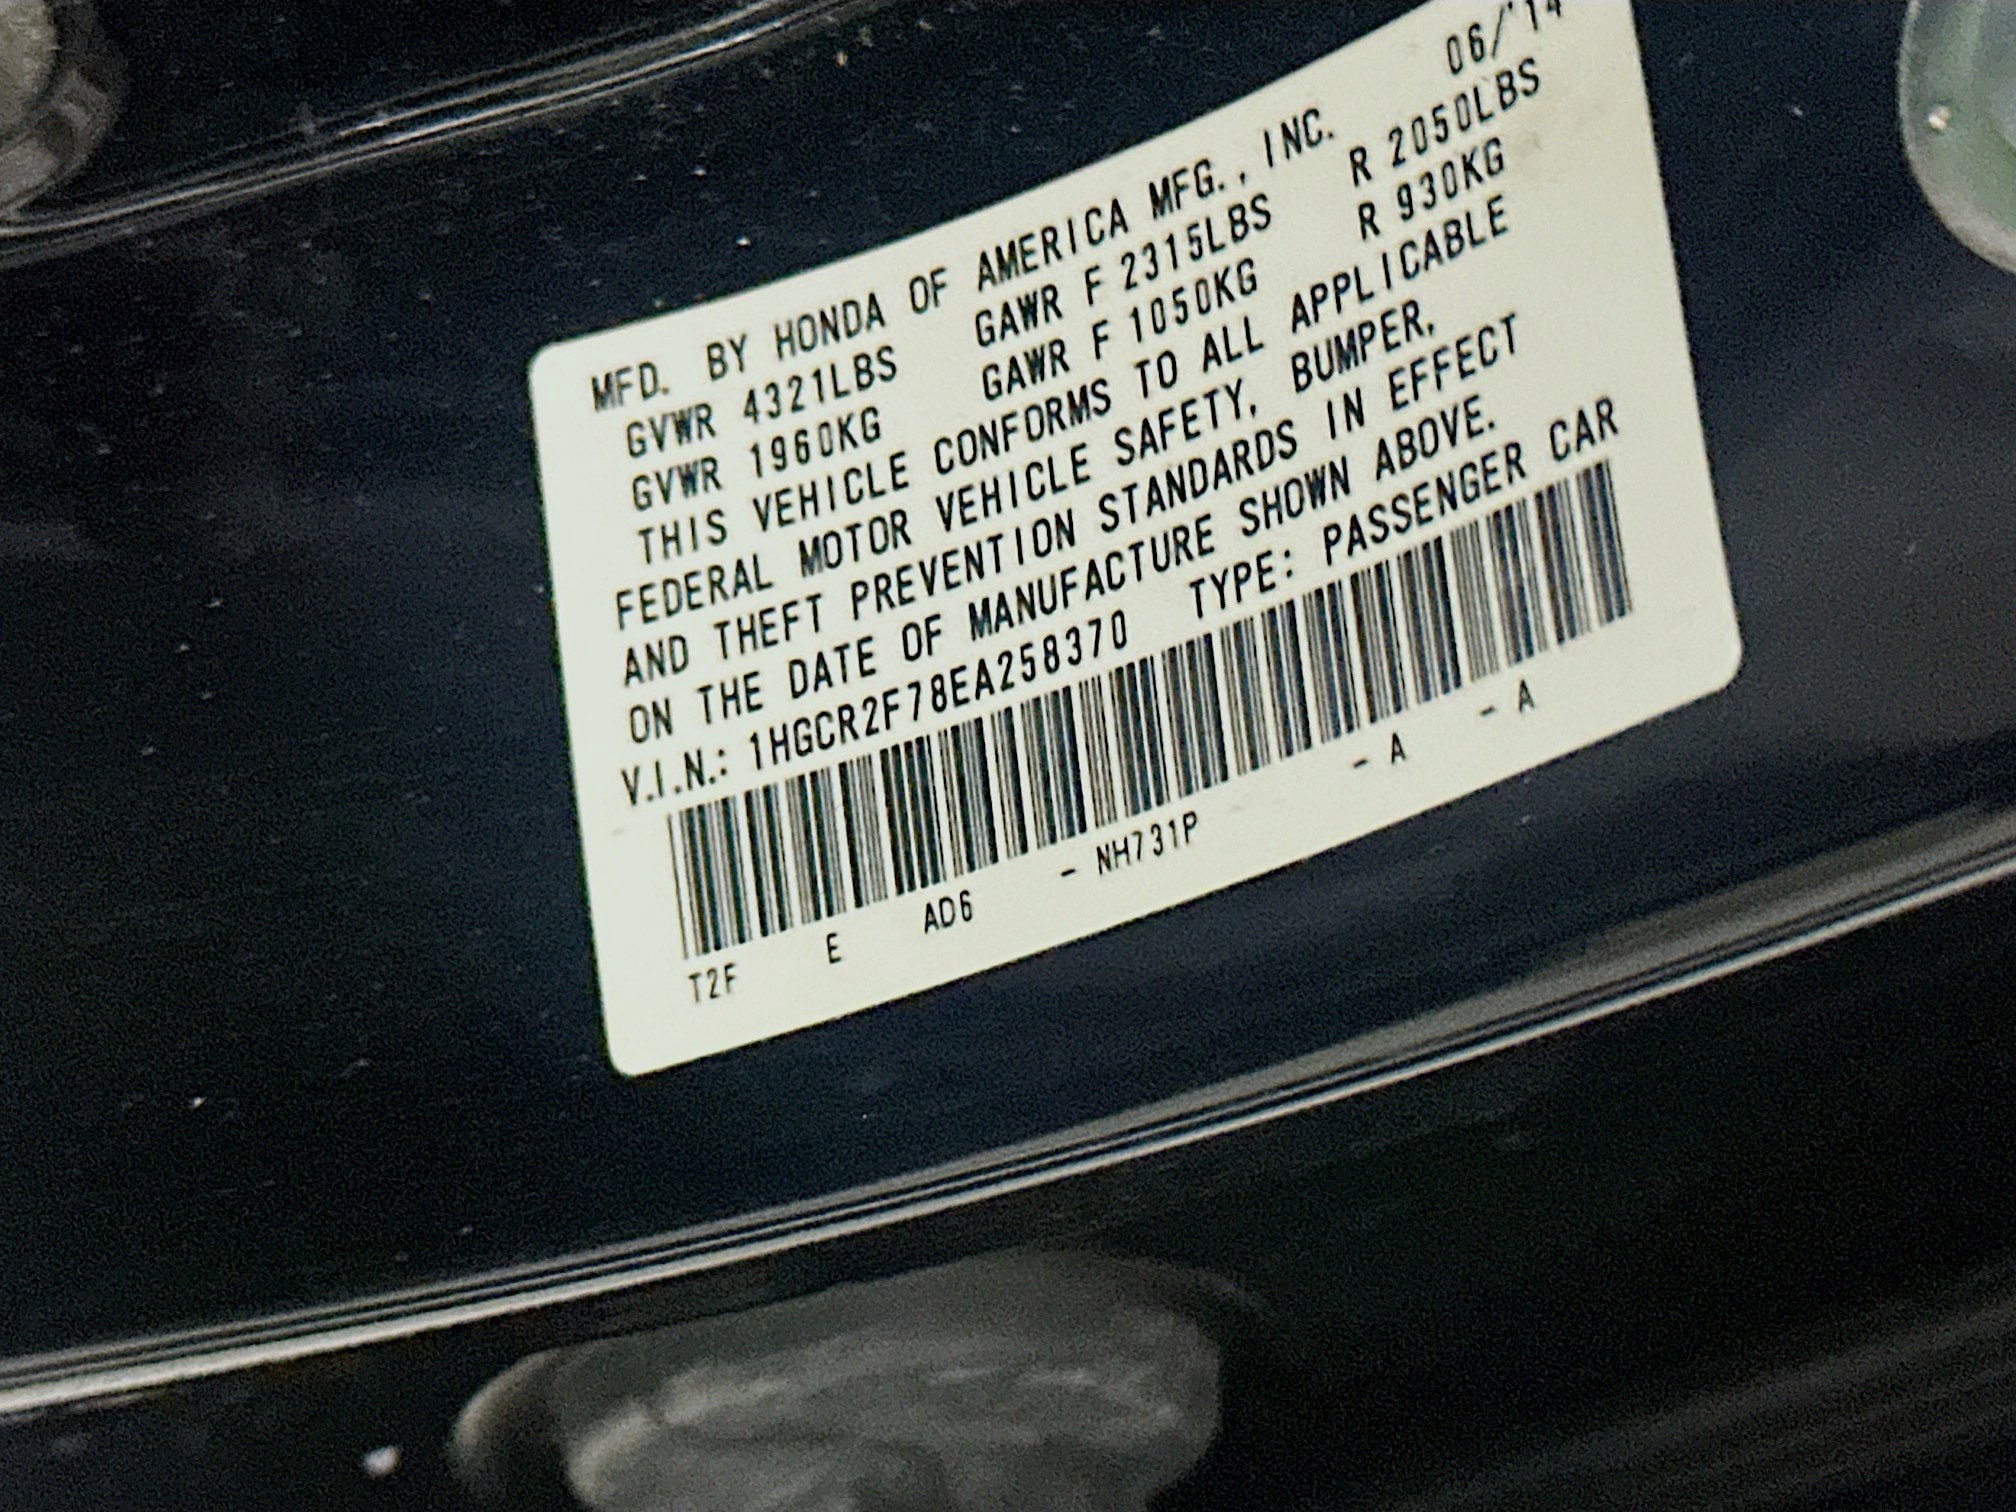 06/'14
MFD. BY HONDA OF AMERICA MFG., INC.
GVWR 4321LBS GAWR F 2315LBS R 2050LBS
GVWR 1960KG GAWR F 1050KG R 930KG
THIS VEHICLE CONFORMS TO ALL APPLICABLE
FEDERAL MOTOR VEHICLE SAFETY, BUMPER,
AND THEFT PREVENTION STANDARDS IN EFFECT
ON THE DATE OF MANUFACTURE SHOWN ABOVE.
V.I.N.: 1HGCR2F78EA258370 TYPE: PASSENGER CAR
T2F E AD6 - NH731P - A - A